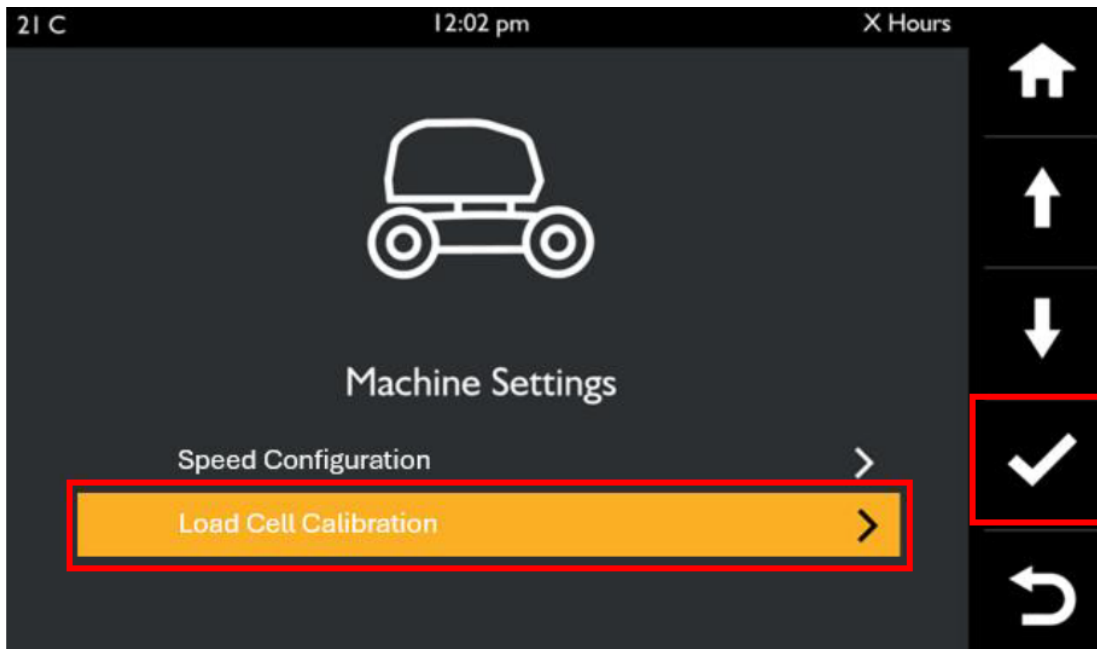 21 C 12:02 pm X Hours
Machine Settings
Speed Configuration
Load Cell Calibration